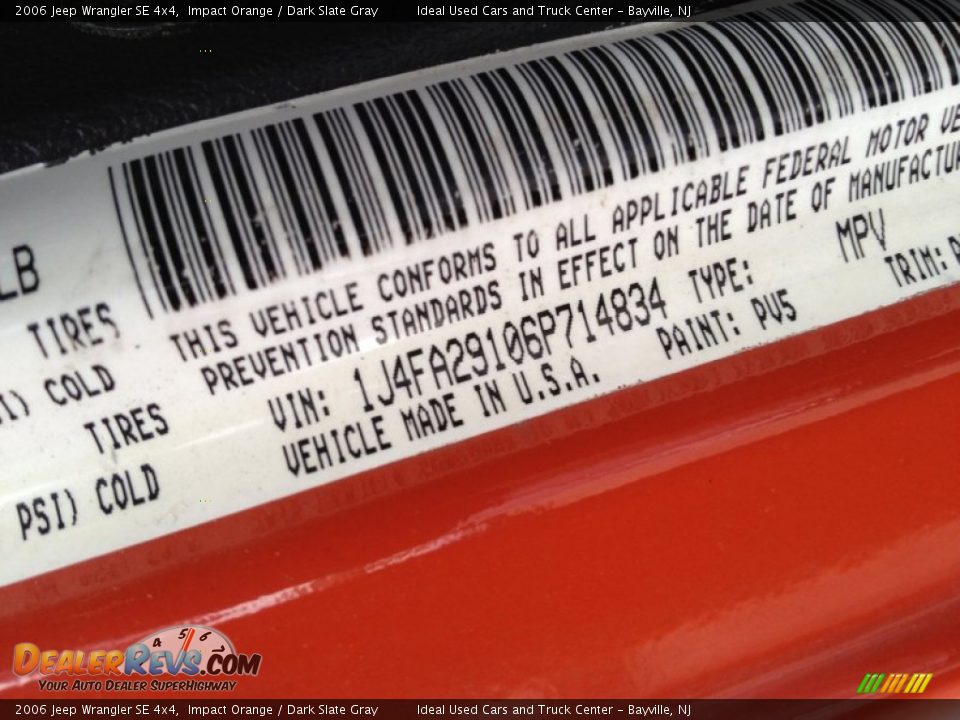 2006 Jeep Wrangler SE 4x4, Impact Orange / Dark Slate Gray Ideal Used Cars and Truck Center - Bayville, NJ
LB
TIRES
COLD
TIRES
PSI) COLD
THIS VEHICLE CONFORMS TO ALL APPLICABLE FEDERAL MOTOR VE
PREVENTION STANDARDS IN EFFECT ON THE DATE OF MANUFACTU
VIN: 1J4FA29106P714834 TYPE: MPV
VEHICLE MADE IN U.S.A. PAINT: PV5 TRIM:
4 5 6
DEALERREVS.COM
YOUR AUTO DEALER SUPERHIGHWAY
2006 Jeep Wrangler SE 4x4, Impact Orange / Dark Slate Gray Ideal Used Cars and Truck Center - Bayville, NJ